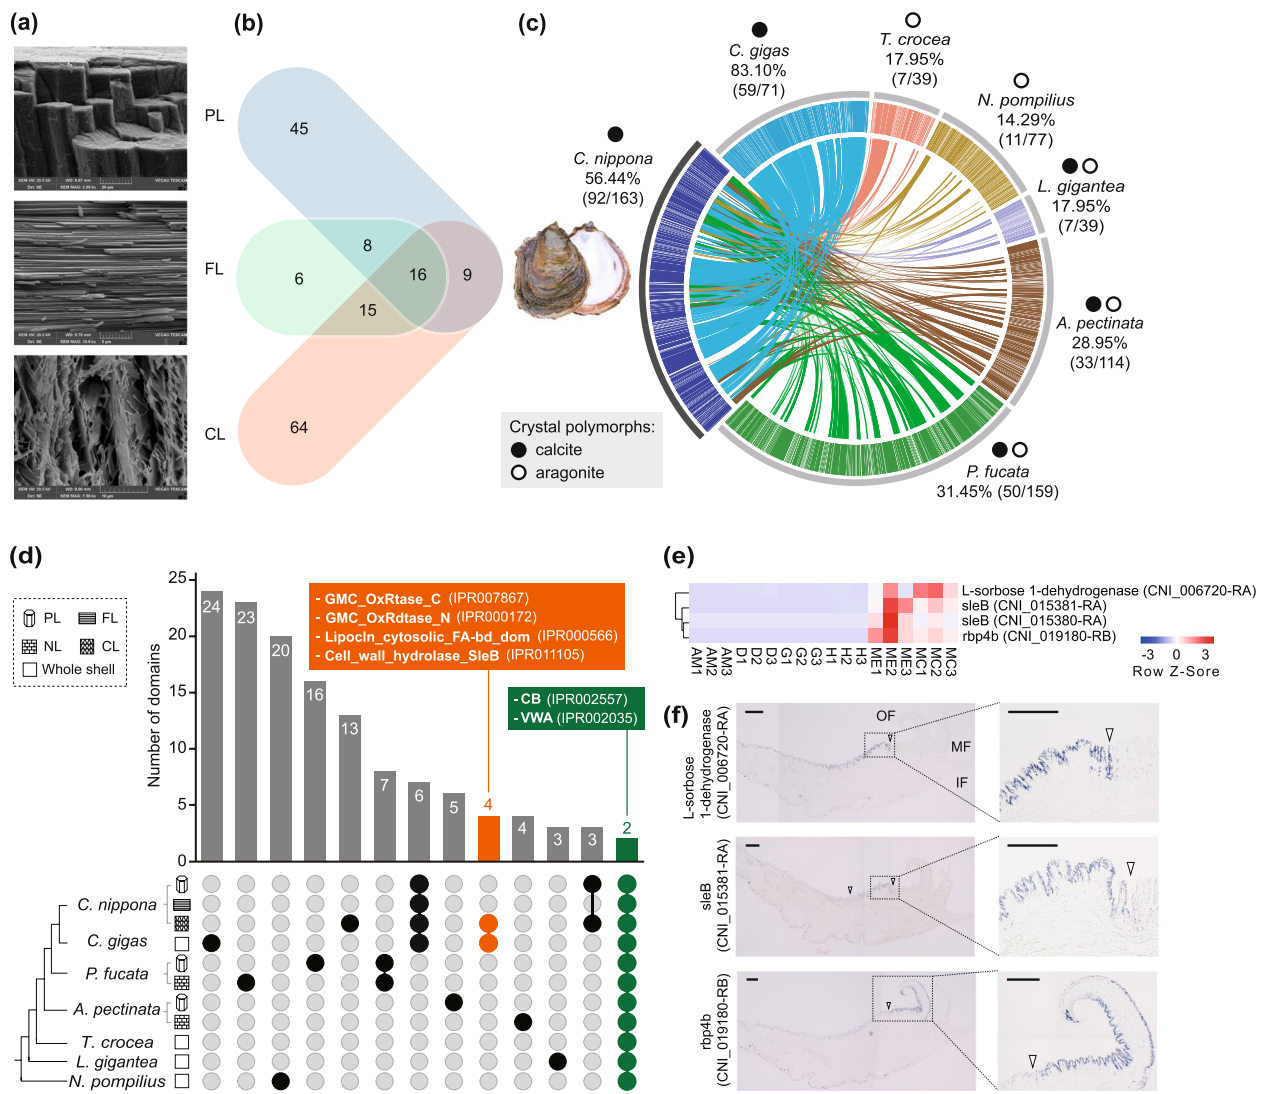 (a)
(b)
(c)
PL
FL
CL
45
8
6
16
9
15
64
C. gigas
83.10%
(59/71)
T. crocea
17.95%
(7/39)
N. pompilius
14.29%
(11/77)
C. nippona
56.44%
(92/163)
L. gigantea
17.95%
(7/39)
A. pectinata
28.95%
(33/114)
P. fucata
31.45% (50/159)
Crystal polymorphs:
calcite
aragonite
(d)
PL
FL
NL
CL
Whole shell
Number of domains
25
20
15
10
5
0
24
23
20
16
13
7
6
5
4
4
3
3
2
- GMC_OxRtase_C (IPR007867)
- GMC_OxRdtase_N (IPR000172)
- Lipocln_cytosolic_FA-bd_dom (IPR000566)
- Cell_wall_hydrolase_SleB (IPR011105)
- CB (IPR002557)
- VWA (IPR002035)
C. nippona
C. gigas
P. fucata
A. pectinata
T. crocea
L. gigantea
N. pompilius
(e)
L-sorbose 1-dehydrogenase (CNI_006720-RA)
sleB (CNI_015381-RA)
sleB (CNI_015380-RA)
rbp4b (CNI_019180-RB)
AM1
AM2
AM3
D1
D2
D3
G1
G2
G3
H1
H2
H3
ME1
ME2
ME3
MC1
MC2
MC3
-3 0 3
Row Z-Sore
(f)
L-sorbose
1-dehydrogenase
(CNI_006720-RA)
OF
MF
IF
sleB
(CNI_015381-RA)
rbp4b
(CNI_019180-RB)